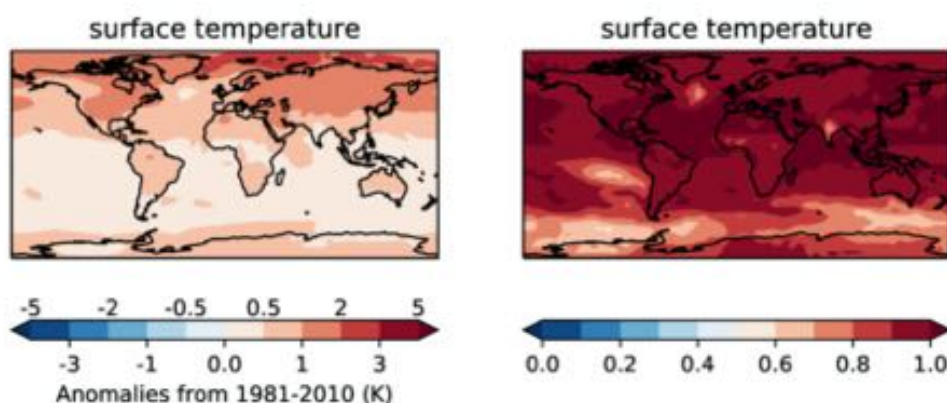 surface temperature
surface temperature
-5 -2 -0.5 0.5 2 5
-3 -1 0.0 1 3
Anomalies from 1981-2010 (K)
0.0 0.2 0.4 0.6 0.8 1.0